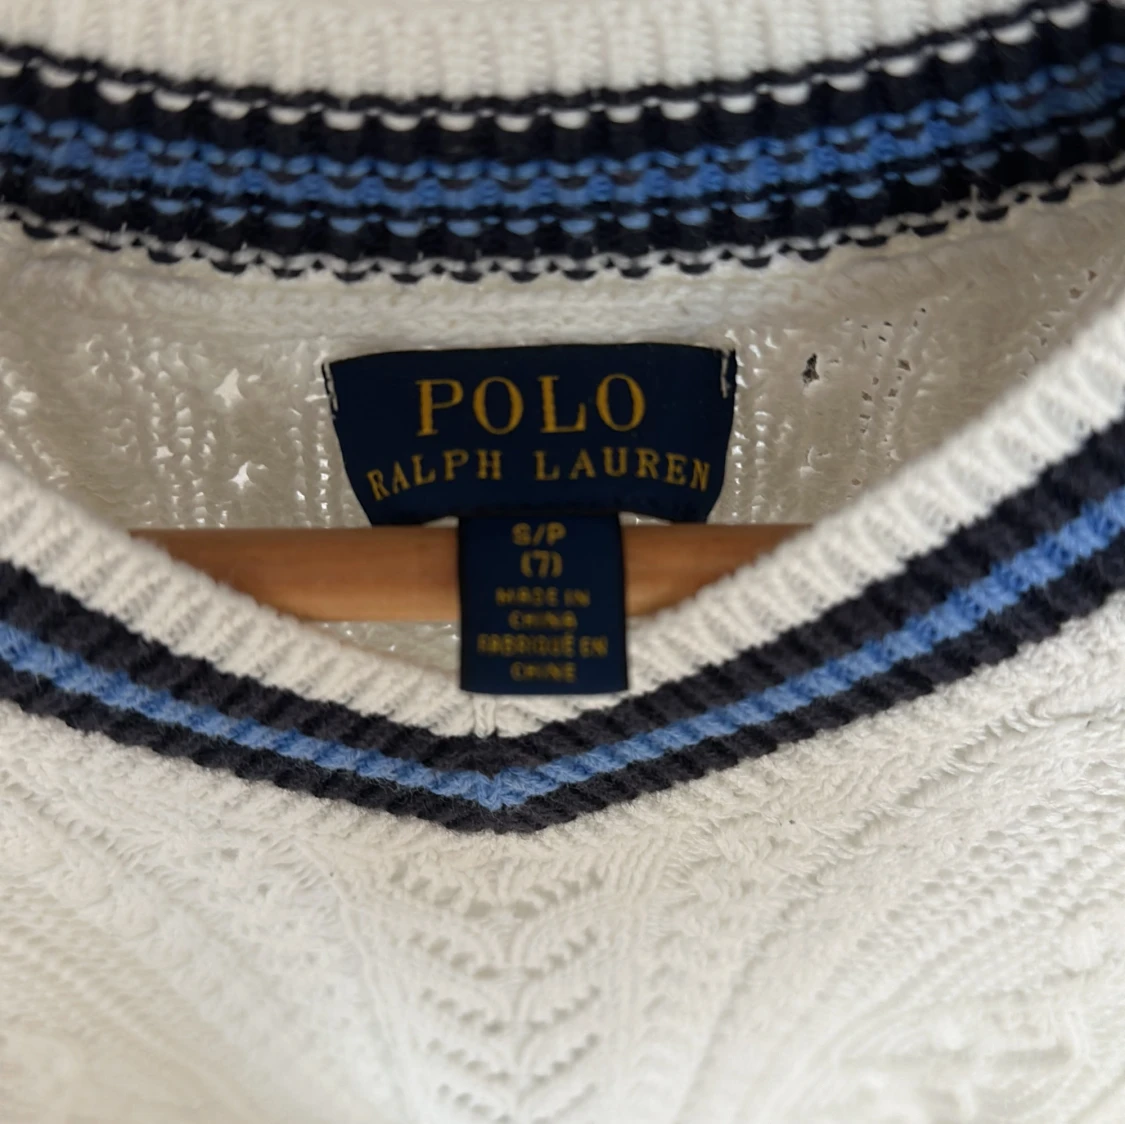 POLO
RALPH LAUREN
S/P
(7)
MADE IN
CHINA
FABRIQUÉ EN
CHINE